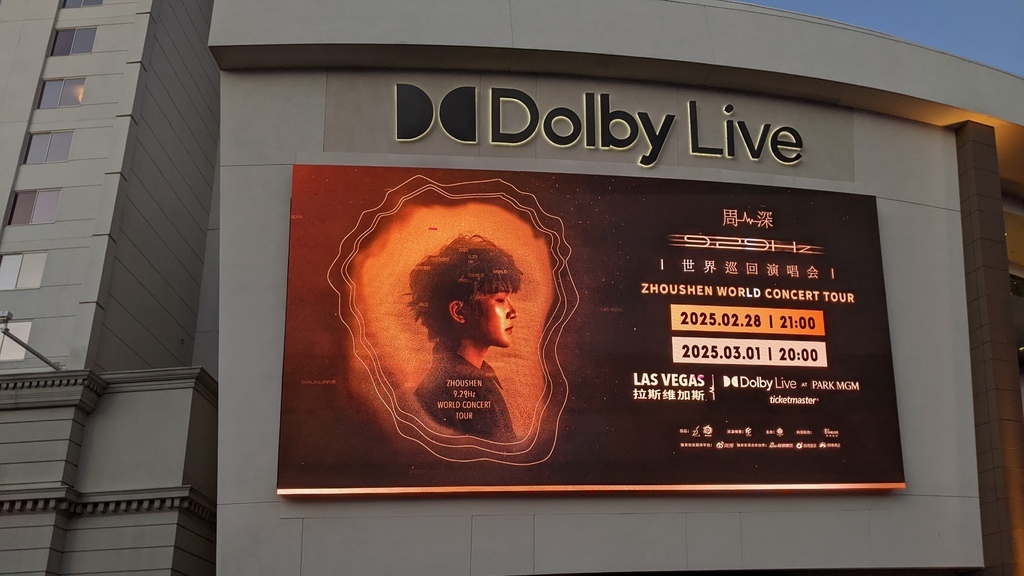 Dolby Live
周深
9.29Hz
世界巡回演唱会
ZHOUSHEN WORLD CONCERT TOUR
2025.02.28 | 21:00
2025.03.01 | 20:00
LAS VEGAS
拉斯维加斯
Dolby Live AT PARK MGM
ticketmaster
ZHOUSHEN
9.29Hz
WORLD CONCERT
TOUR